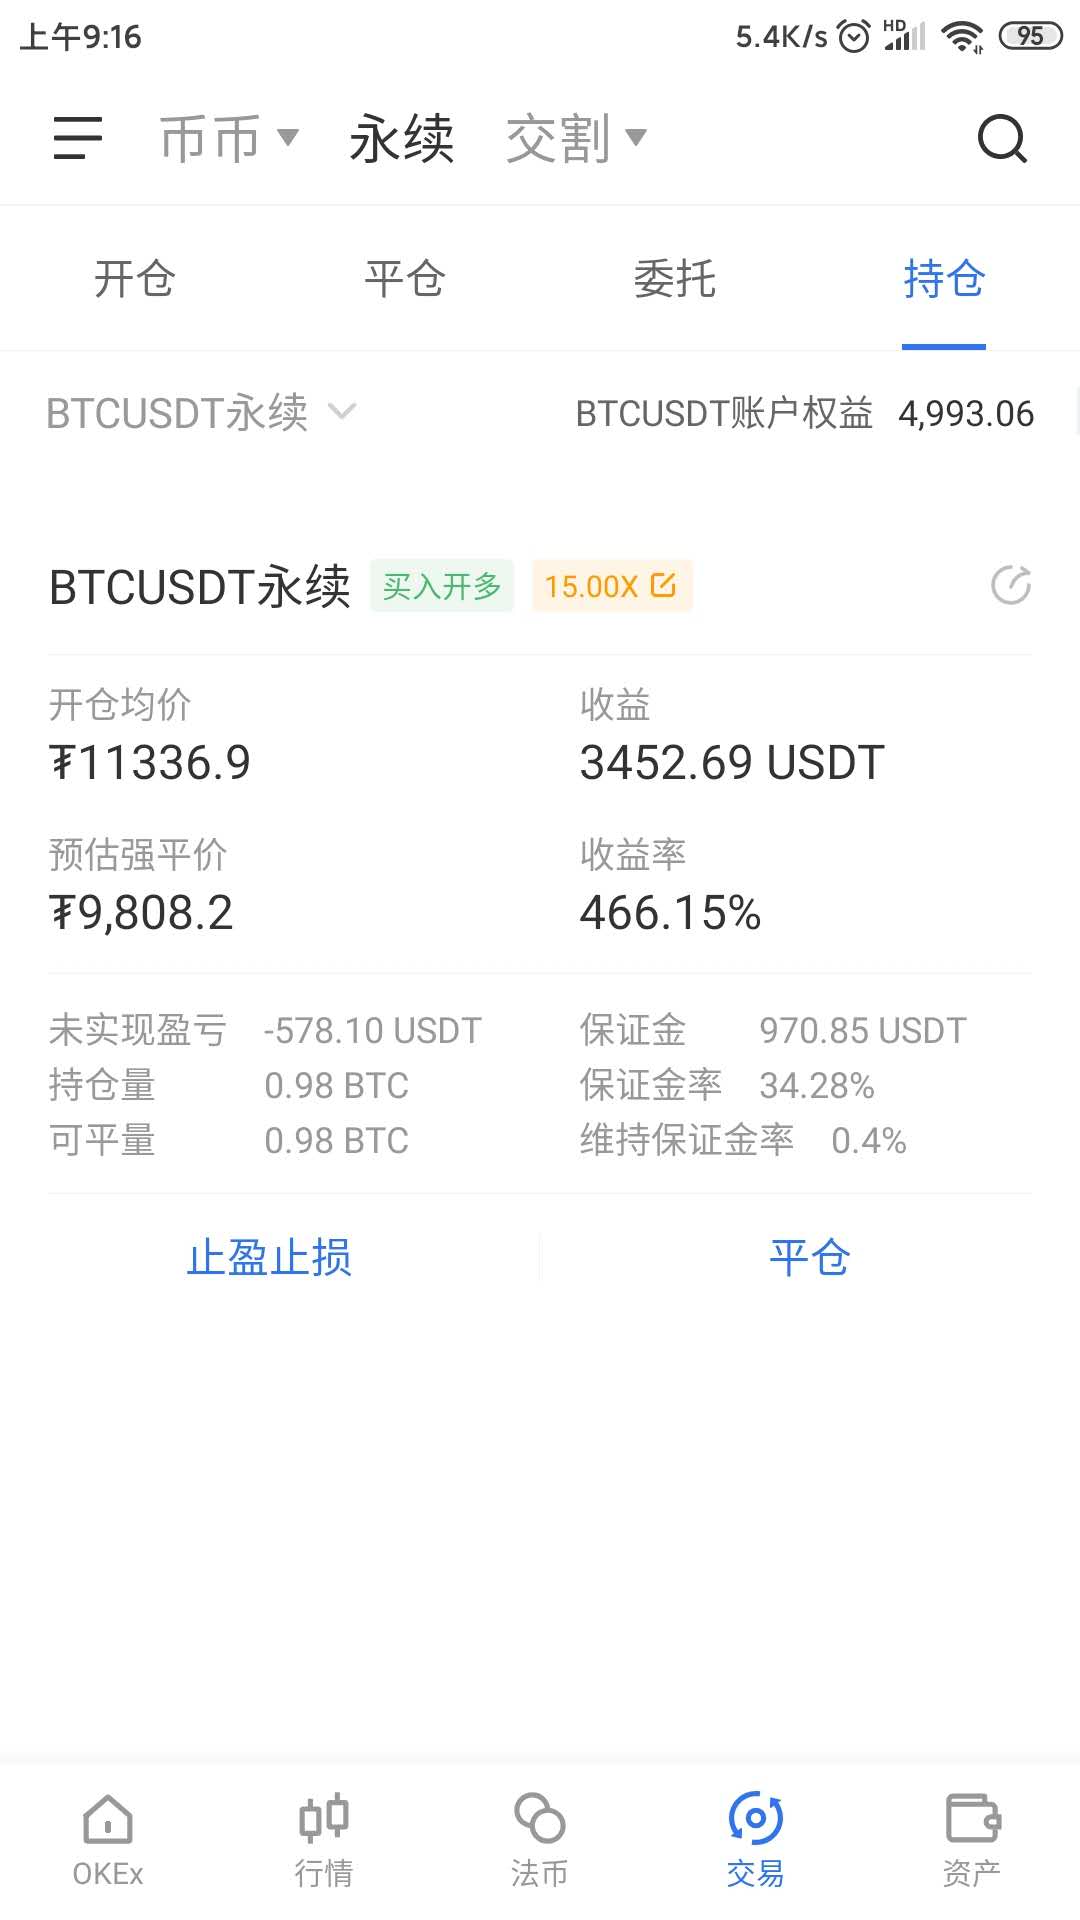 上午9:16 5.4K/s HD 95
币币 永续 交割
开仓 平仓 委托 持仓
BTCUSDT永续 BTCUSDT账户权益 4,993.06
BTCUSDT永续 买入开多 15.00X
开仓均价 收益
₮11336.9 3452.69 USDT
预估强平价 收益率
₮9,808.2 466.15%
未实现盈亏 -578.10 USDT 保证金 970.85 USDT
持仓量 0.98 BTC 保证金率 34.28%
可平量 0.98 BTC 维持保证金率 0.4%
止盈止损 平仓
OKEx 行情 法币 交易 资产